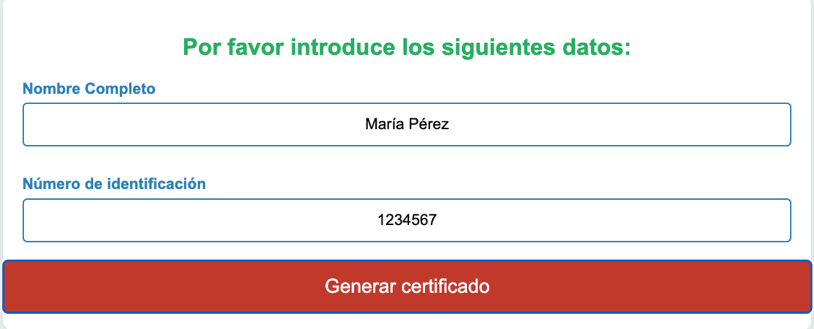 Por favor introduce los siguientes datos:
Nombre Completo
María Pérez
Número de identificación
1234567
Generar certificado